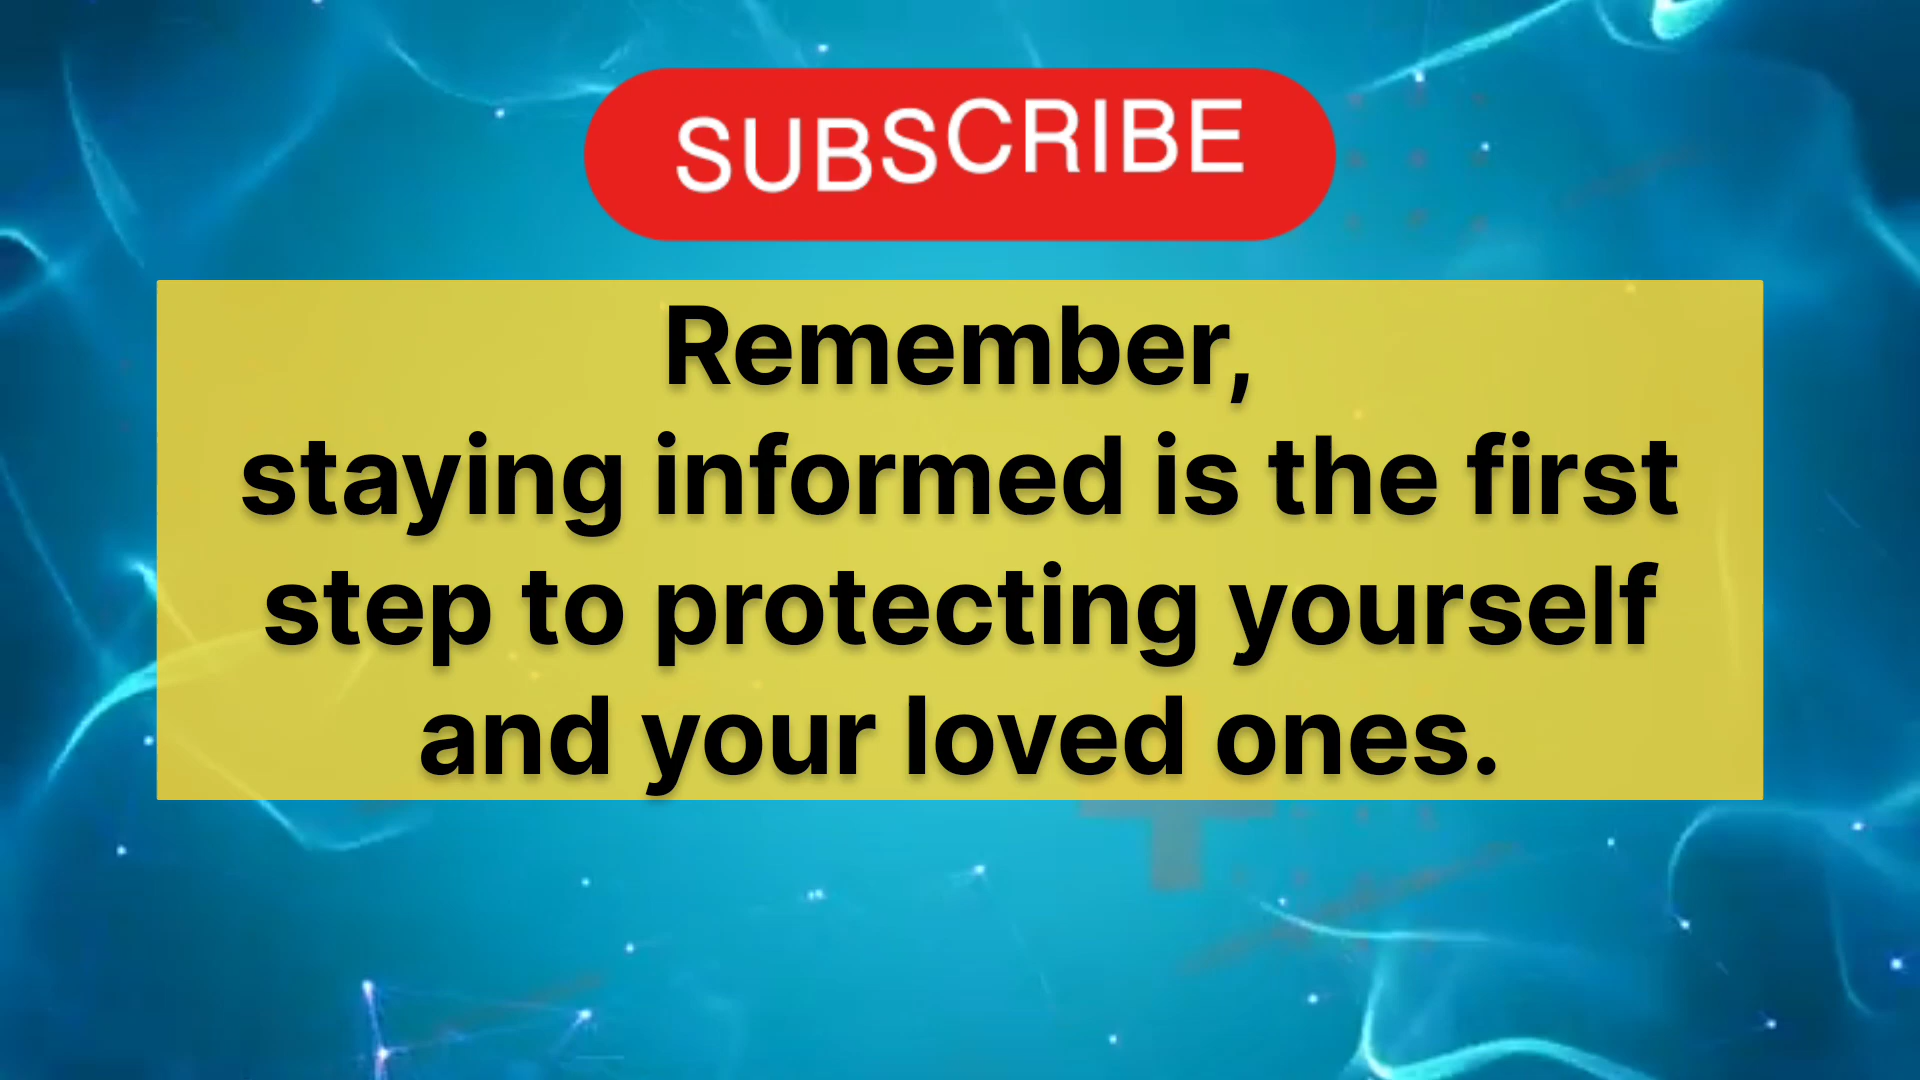 SUBSCRIBE
Remember,
staying informed is the first
step to protecting yourself
and your loved ones.